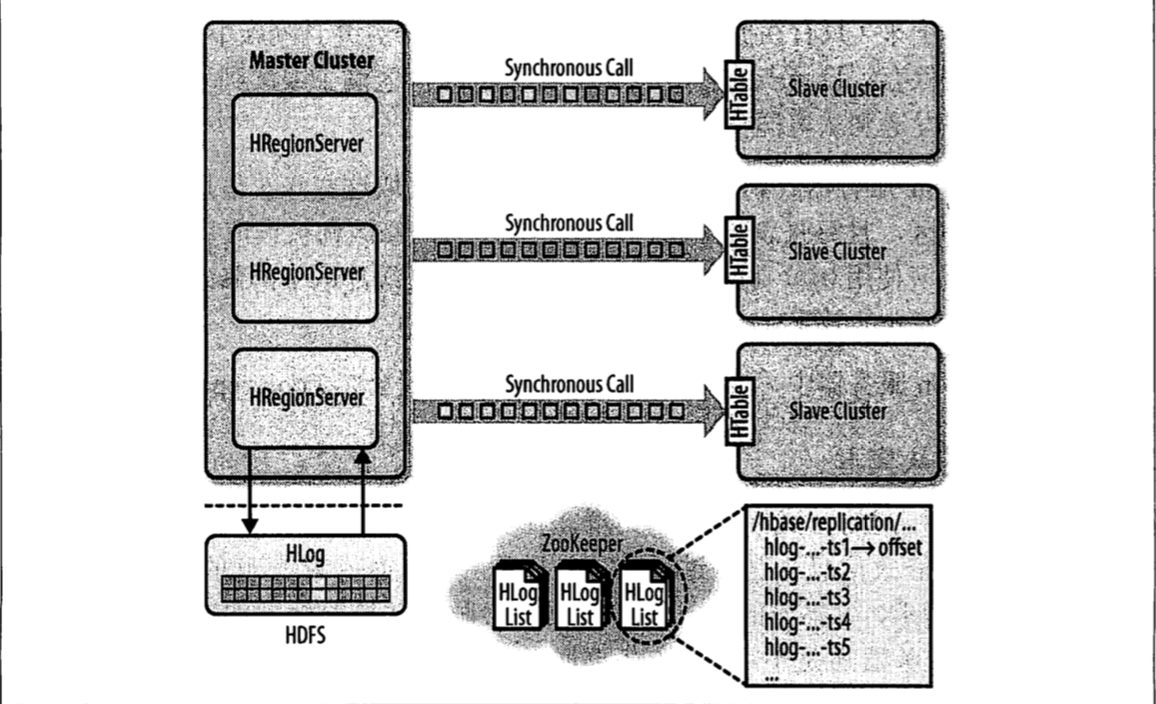 Master Cluster
HRegionServer
HRegionServer
HRegionServer
Synchronous Call
HTable
Slave Cluster
Synchronous Call
HTable
Slave Cluster
Synchronous Call
HTable
Slave Cluster
HLog
HDFS
ZooKeeper
HLog
List
HLog
List
HLog
List
/hbase/replication/...
hlog-...-ts1→offset
hlog-...-ts2
hlog-...-ts3
hlog-...-ts4
hlog-...-ts5
...